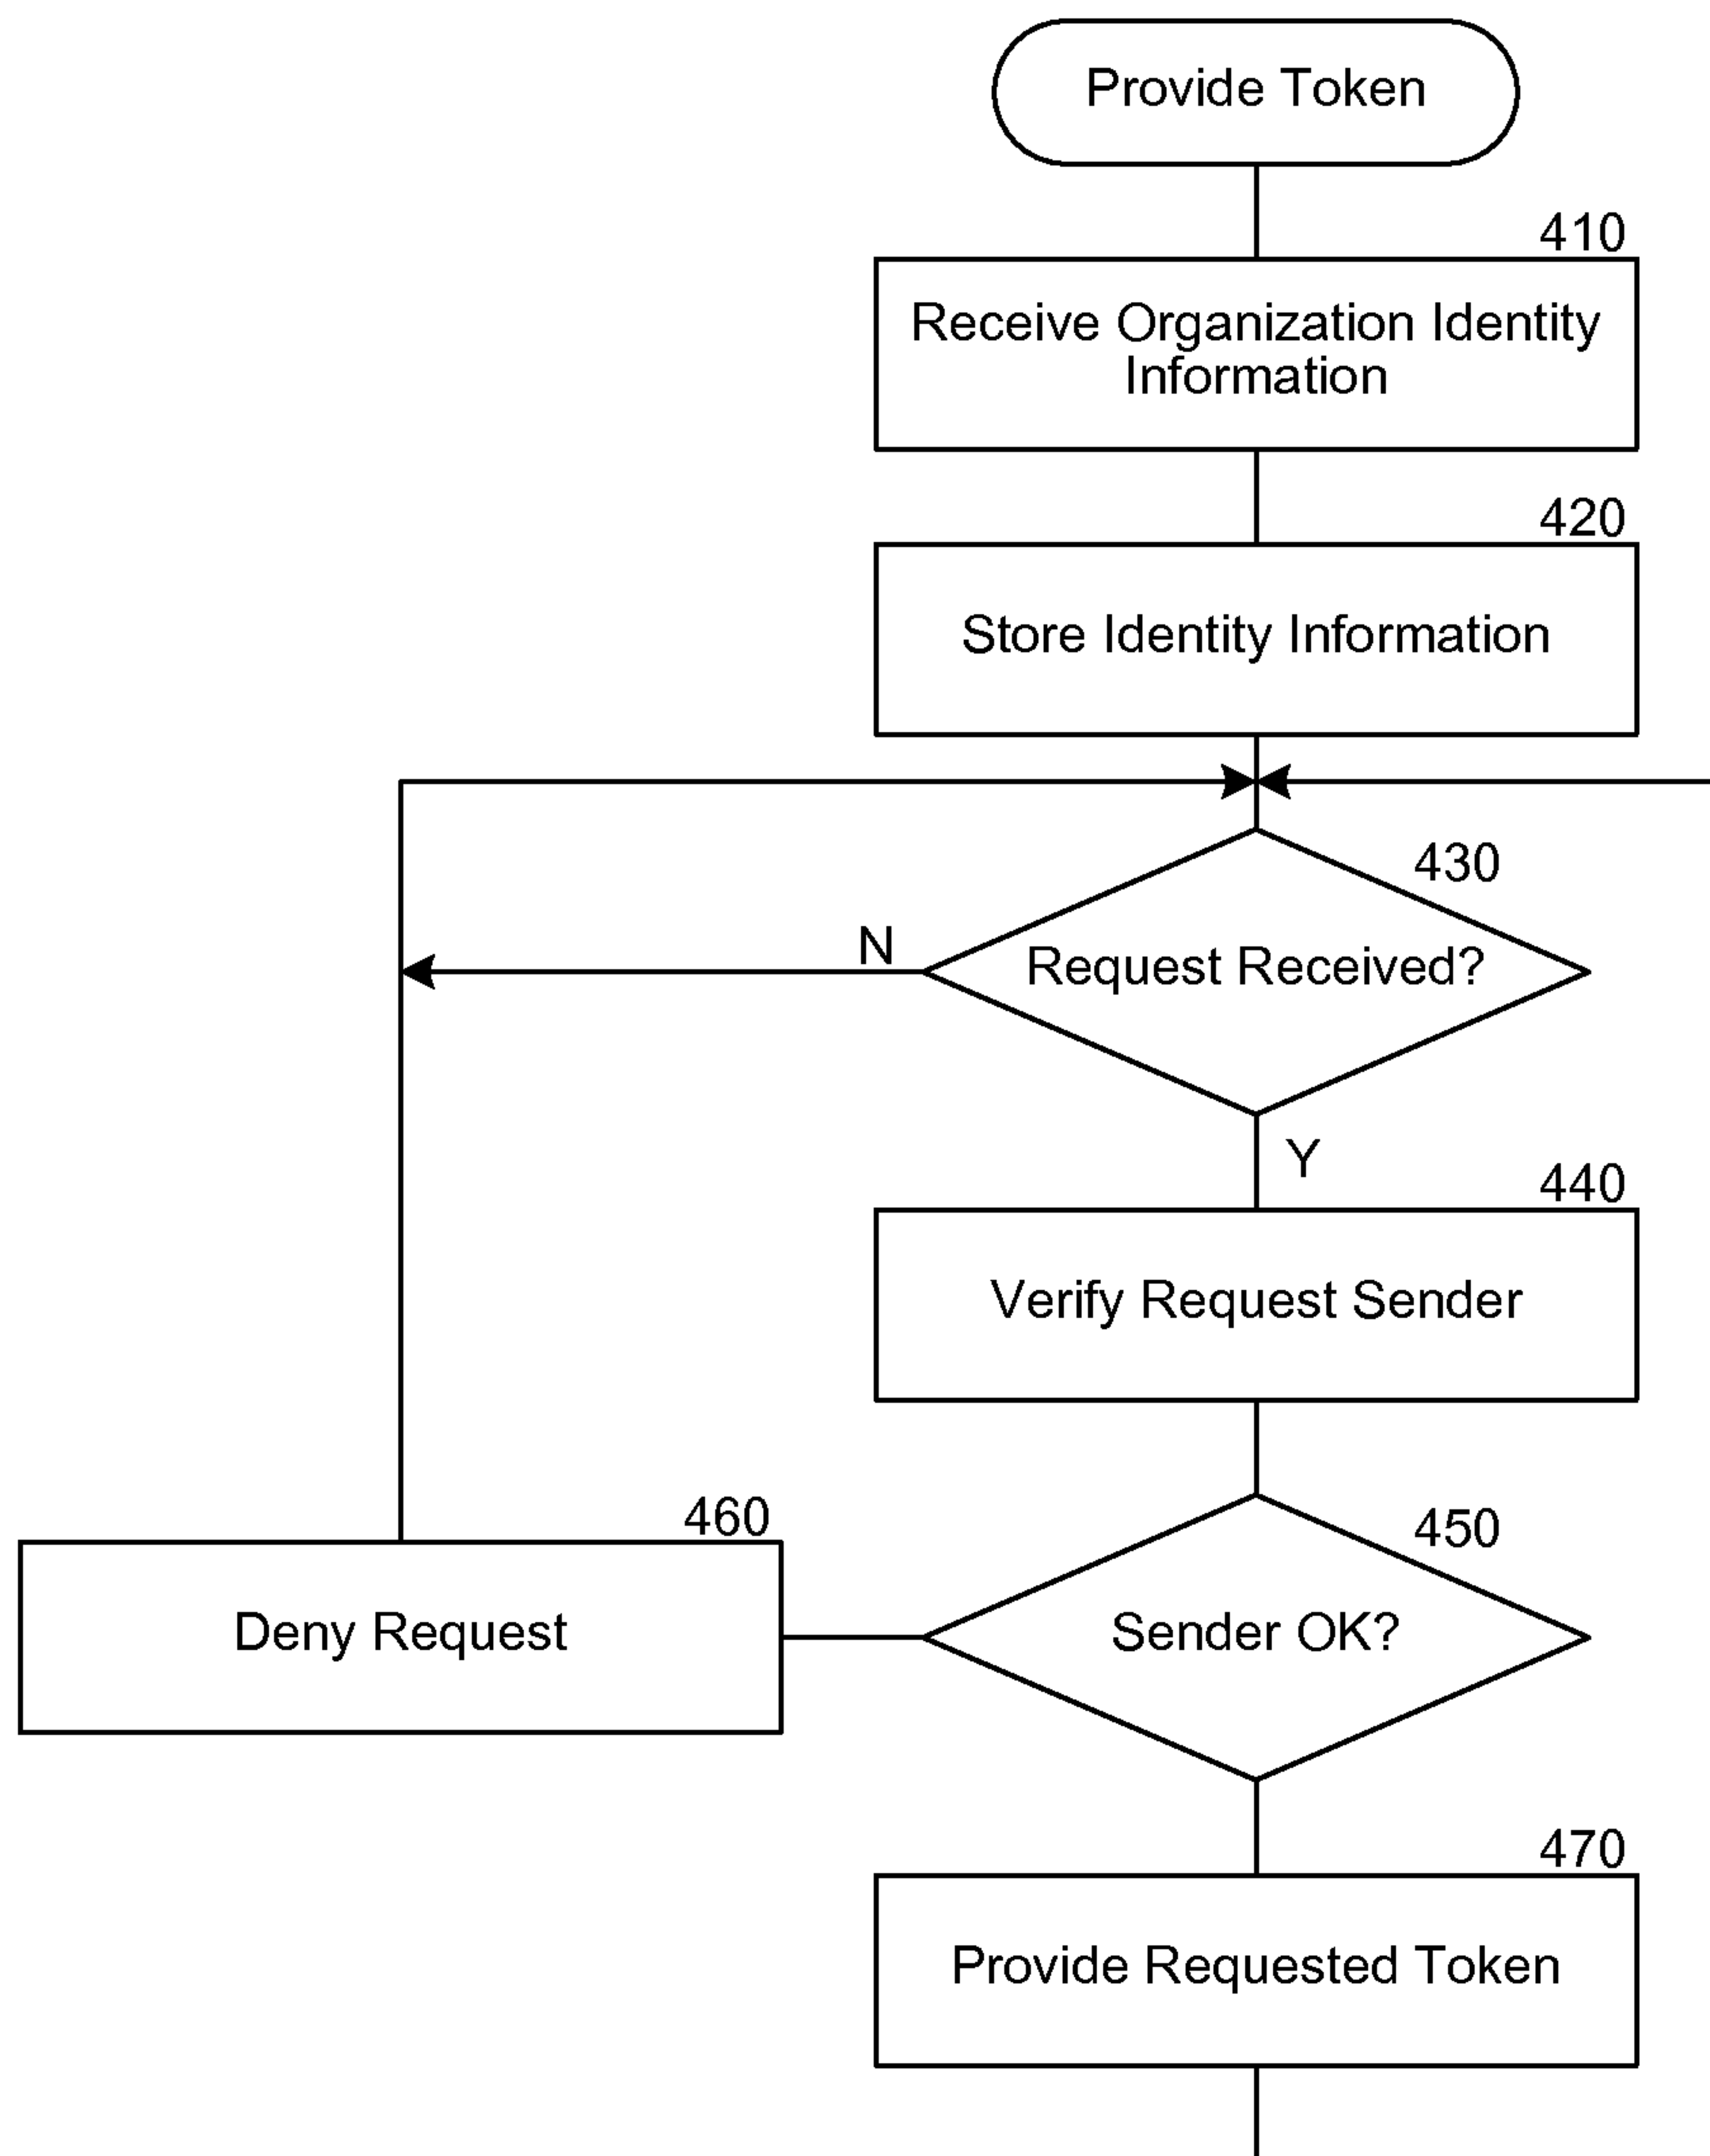 Provide Token
410
Receive Organization Identity
Information
420
Store Identity Information
430
N
Request Received?
Y
440
Verify Request Sender
460
450
Deny Request
Sender OK?
470
Provide Requested Token